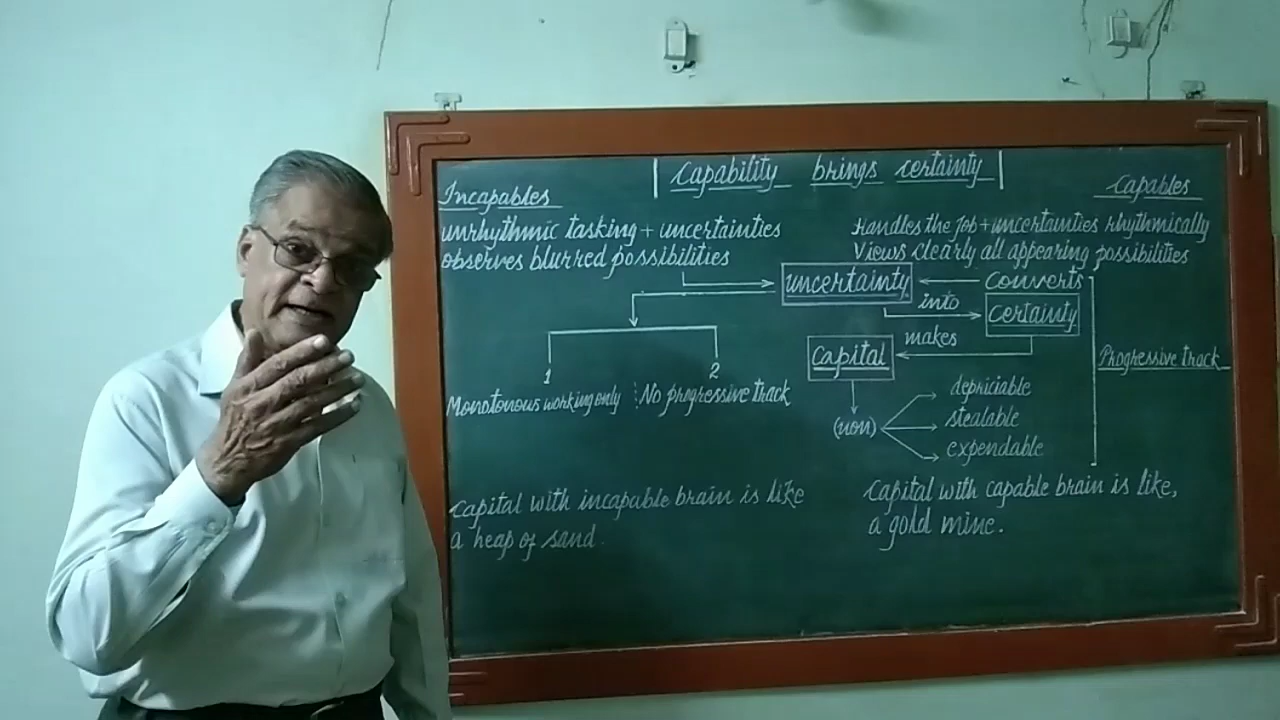 Capability brings certainty
Incapables
unrhythmic tasking + uncertainties
observes blurred possibilities
Capables
Handles the Job + uncertainties rhythmically
Views clearly all appearing possibilities
uncertainty
converts
into
certainty
makes
capital
Progressive track
1
2
Monotonous working only
No progressive track
(non)
depriciable
stealable
expendable
Capital with incapable brain is like
a heap of sand.
Capital with capable brain is like,
a gold mine.